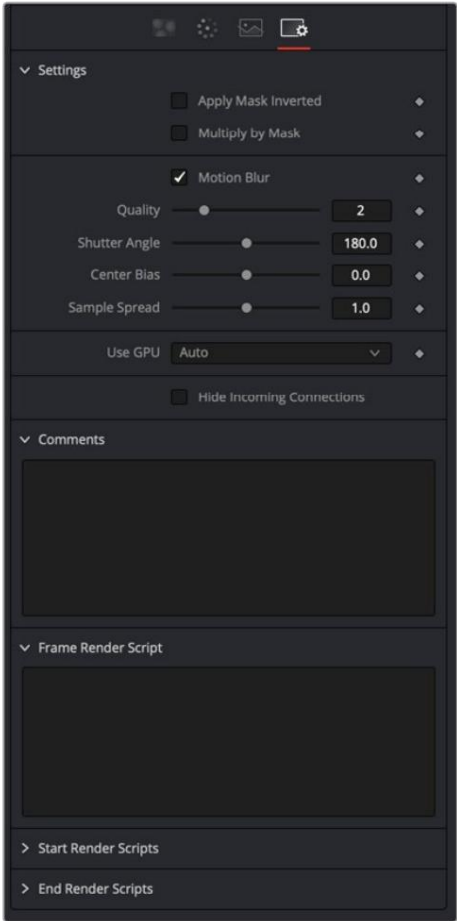 Settings
Apply Mask Inverted
Multiply by Mask
Motion Blur
Quality 2
Shutter Angle 180.0
Center Bias 0.0
Sample Spread 1.0
Use GPU Auto
Hide Incoming Connections
Comments
Frame Render Script
Start Render Scripts
End Render Scripts